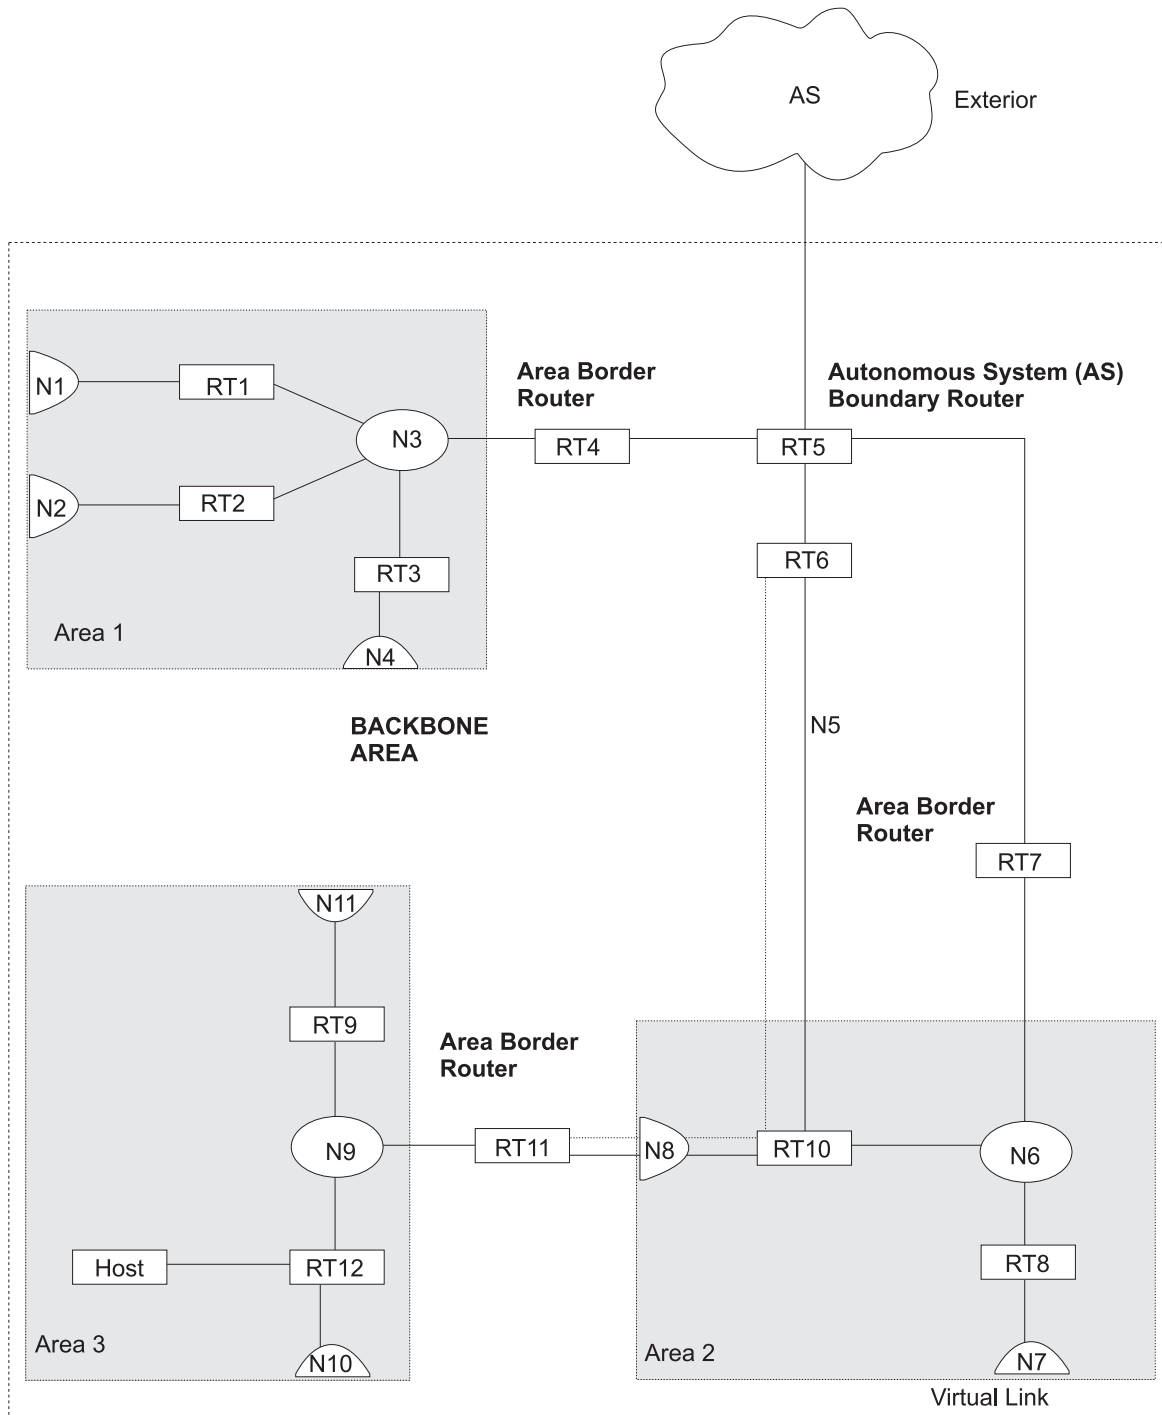 AS
Exterior
Area Border
Router
Autonomous System (AS)
Boundary Router
N1
RT1
N3
RT4
RT5
N2
RT2
RT3
RT6
Area 1
N4
BACKBONE
AREA
N5
Area Border
Router
RT7
N11
RT9
Area Border
Router
N9
RT11
N8
RT10
N6
Host
RT12
RT8
Area 3
N10
Area 2
N7
Virtual Link